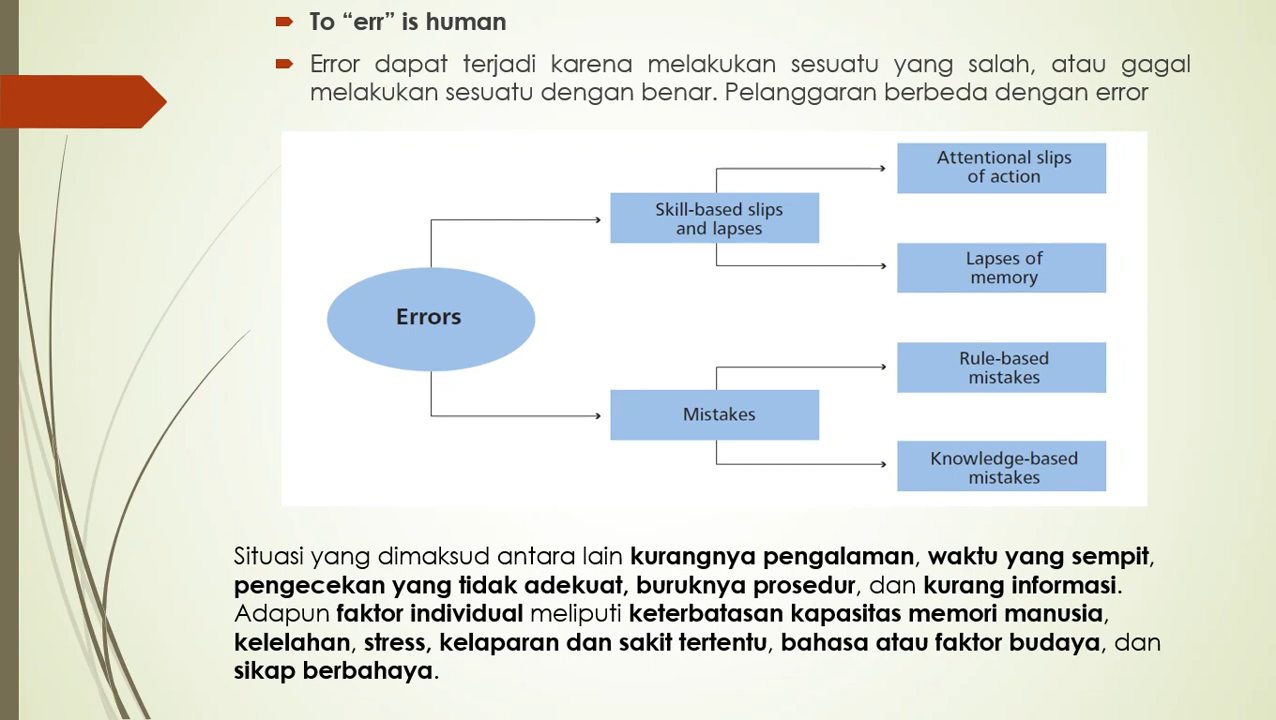 To “err” is human
Error dapat terjadi karena melakukan sesuatu yang salah, atau gagal
melakukan sesuatu dengan benar. Pelanggaran berbeda dengan error
Attentional slips
of action
Skill-based slips
and lapses
Lapses of
memory
Errors
Rule-based
mistakes
Mistakes
Knowledge-based
mistakes
Situasi yang dimaksud antara lain kurangnya pengalaman, waktu yang sempit,
pengecekan yang tidak adekuat, buruknya prosedur, dan kurang informasi.
Adapun faktor individual meliputi keterbatasan kapasitas memori manusia,
kelelahan, stress, kelaparan dan sakit tertentu, bahasa atau faktor budaya, dan
sikap berbahaya.